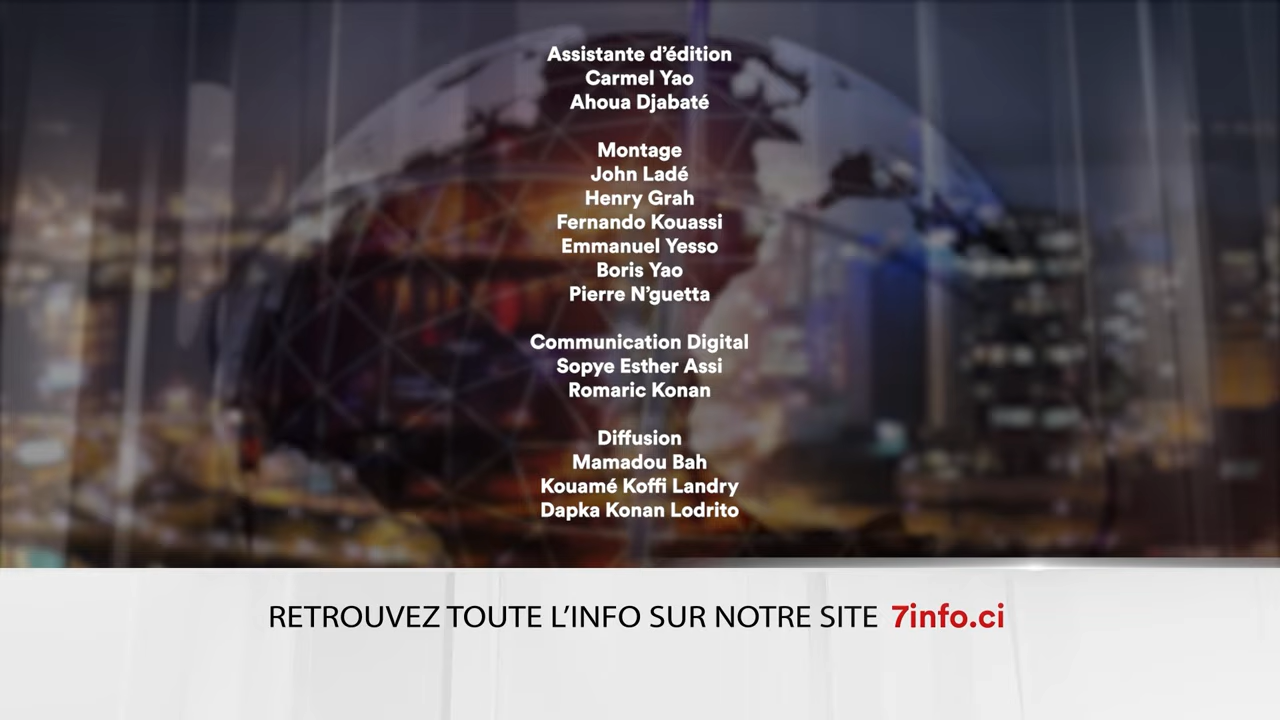 Assistante d’édition
Carmel Yao
Ahoua Djabaté
Montage
John Ladé
Henry Grah
Fernando Kouassi
Emmanuel Yesso
Boris Yao
Pierre N’guetta
Communication Digital
Sopye Esther Assi
Romaric Konan
Diffusion
Mamadou Bah
Kouamé Koffi Landry
Dapka Konan Lodrito
RETROUVEZ TOUTE L’INFO SUR NOTRE SITE 7info.ci